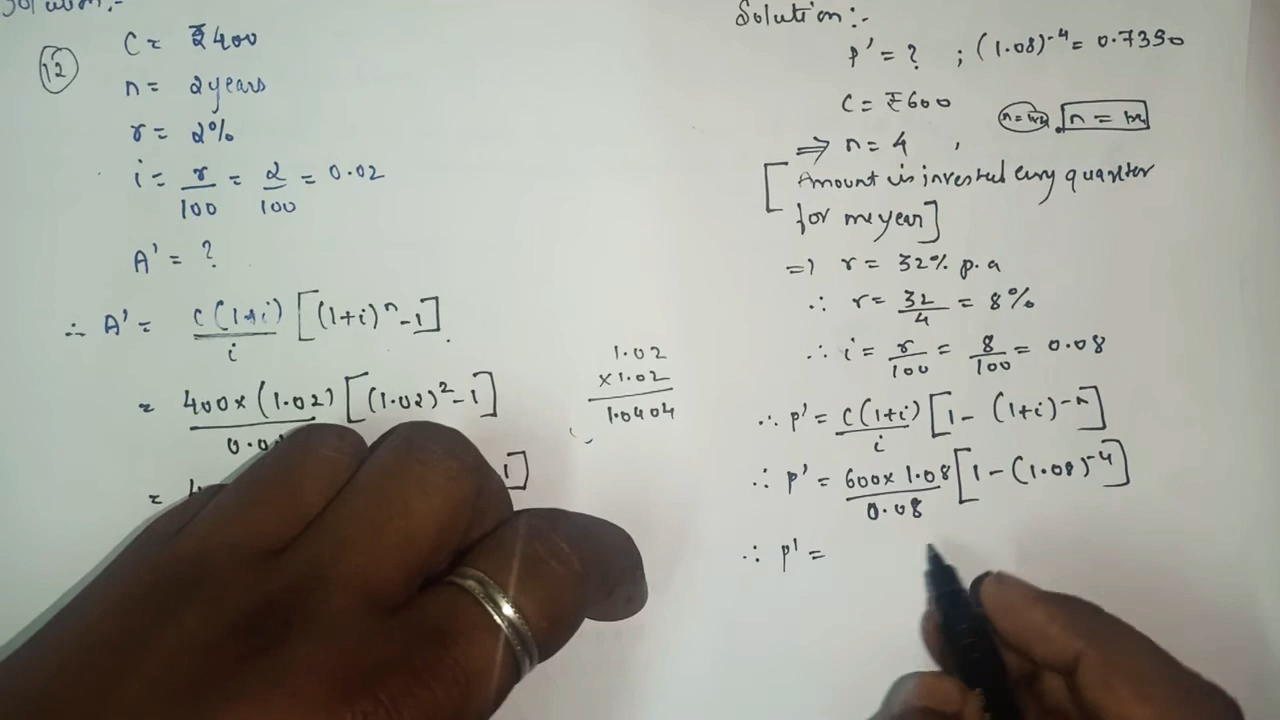 Solution:-
12
C = ₹400
n = 2 years
r = 2%
i = r/100 = 2/100 = 0.02
A' = ?
∴ A' = C(1+i)/i [(1+i)^n - 1]
= 400 × (1.02)/0.0 [(1.02)^2 - 1]
=
1]
1.02
× 1.02
1.0404
Solution:-
P' = ? ; (1.08)^-4 = 0.7350
C = ₹600
⇒ n = 4 ,
[Amount is invested every quarter
for one year]
⇒ r = 32% p.a
∴ r = 32/4 = 8%
∴ i = r/100 = 8/100 = 0.08
∴ P' = C(1+i)/i [1 - (1+i)^-n]
∴ P' = 600 × 1.08/0.08 [1 - (1.08)^-4]
∴ P' =